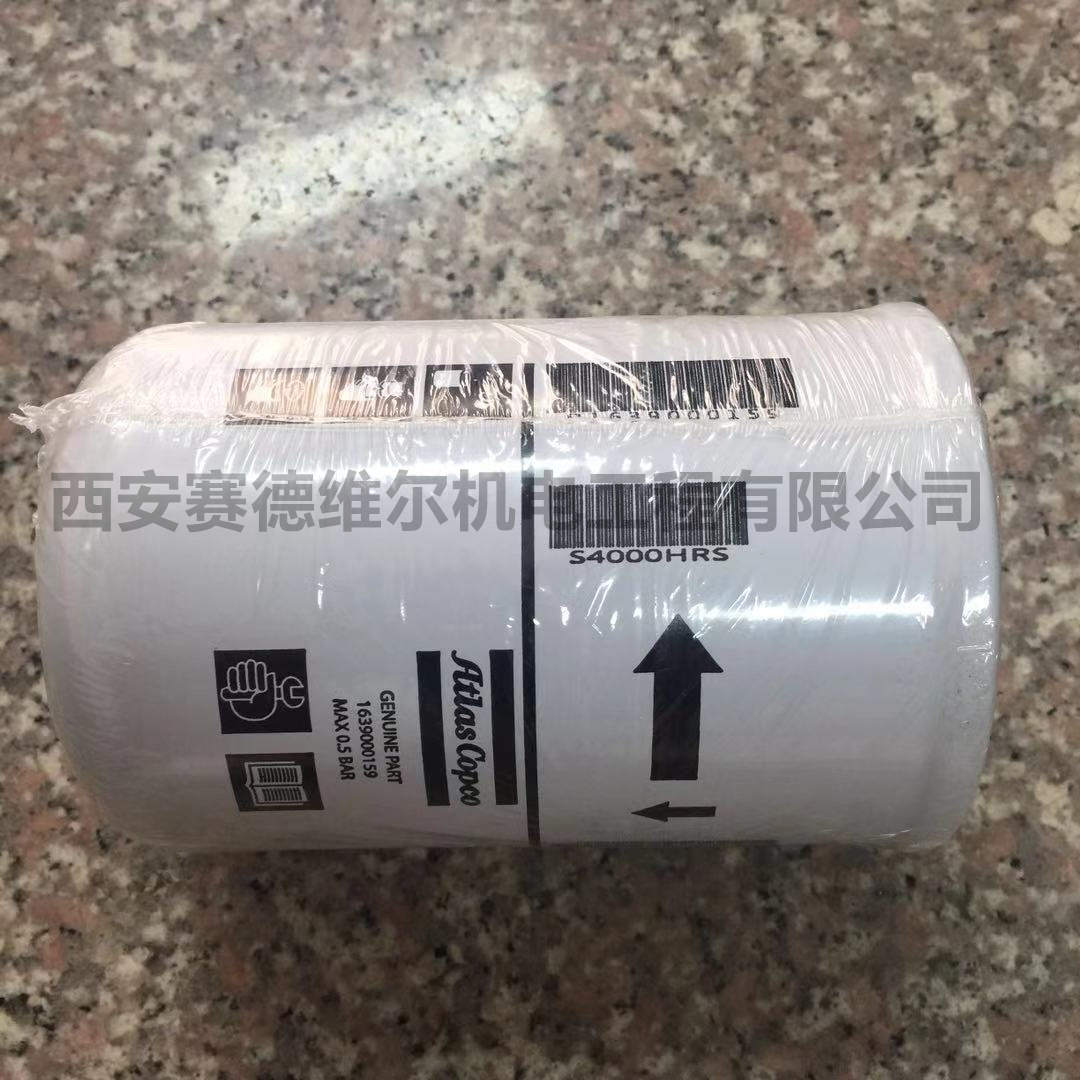 P1639000159
西安赛德维尔机电工程有限公司
S4000HRS
Atlas Copco
GENUINE PART
1639000159
MAX 0.5 BAR